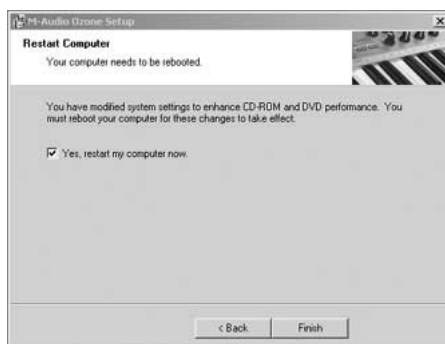 M-Audio Ozone Setup
Restart Computer
Your computer needs to be rebooted.
You have modified system settings to enhance CD-ROM and DVD performance. You
must reboot your computer for these changes to take effect.
Yes, restart my computer now.
< Back
Finish